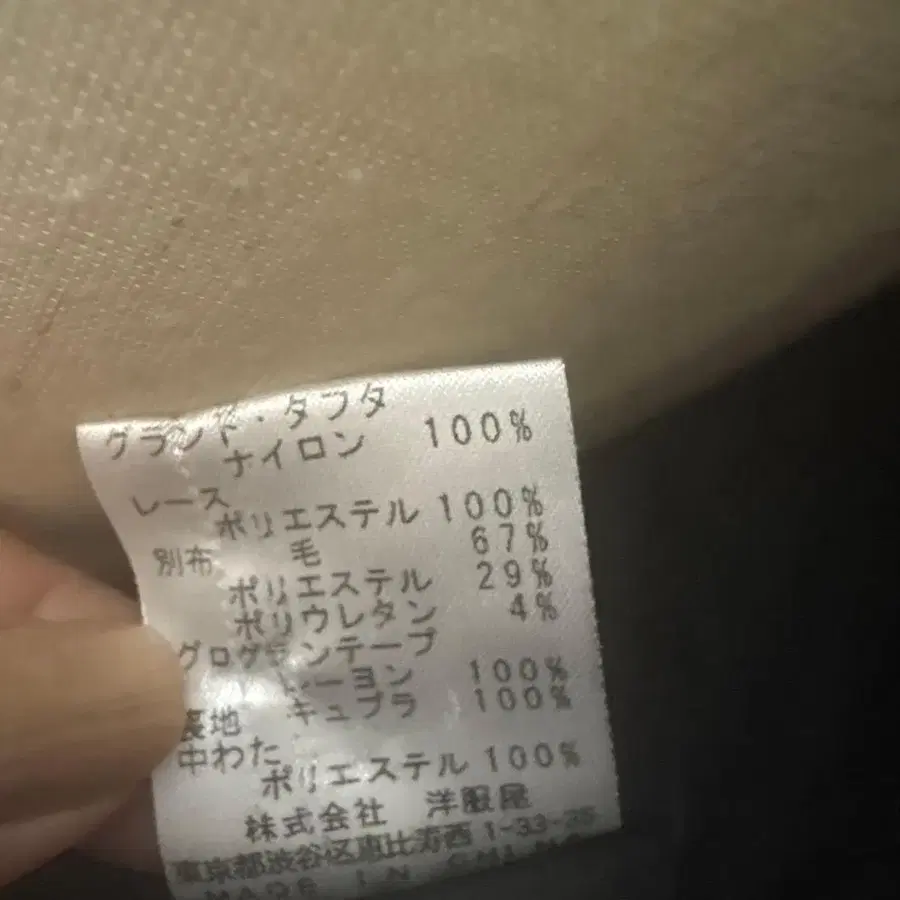 グランド・タフタ
ナイロン 100%
レース
ポリエステル 100%
別布 毛 67%
ポリエステル 29%
ポリウレタン 4%
グログランテープ
レーヨン 100%
裏地 キュプラ 100%
中わた
ポリエステル 100%
株式会社 洋服屋
東京都渋谷区恵比寿西1-33-25
MADE IN CHINA